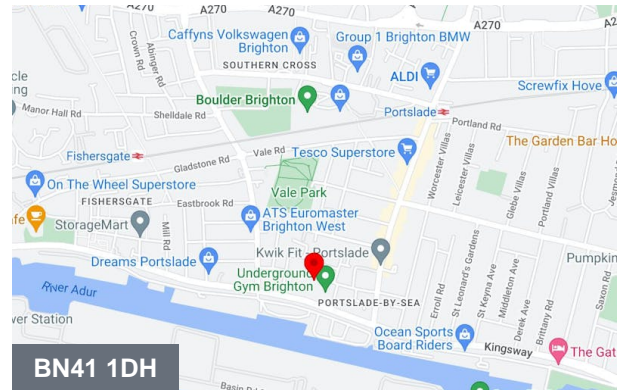 A270
A270
A270
Caffyns Volkswagen
Brighton
Group 1 Brighton BMW
Crown Rd
Abinger Rd
SOUTHERN CROSS
ALDI
Screwfix Hove
Boulder Brighton
Manor Hall Rd
Shelldale Rd
Portslade
Portland Rd
The Garden Bar Ho
Vale Rd
Tesco Superstore
Fishersgate
Gladstone Rd
Worcester Villas
Leicester Villas
Glebe Villas
Portland Villas
Vale Park
On The Wheel Superstore
FISHERSGATE
Eastbrook Rd
ATS Euromaster
Brighton West
StorageMart
Mill Rd
Kwik Fit - Portslade
Dreams Portslade
Underground
Gym Brighton
PORTSLADE-BY-SEA
Erroll Rd
St Leonard's Gardens
St Keyna Ave
Middleton Ave
Derek Ave
Brittany Rd
Saxon Rd
Pumpkin
River Adur
wer Station
Ocean Sports
Board Riders
Kingsway
The Gat
BN41 1DH